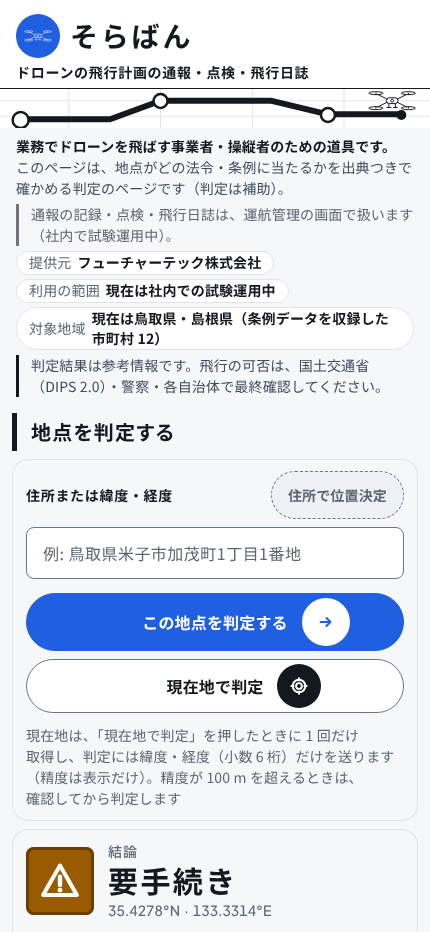 そらばん
ドローンの飛行計画の通報・点検・飛行日誌
業務でドローンを飛ばす事業者・操縦者のための道具です。
このページは、地点がどの法令・条例に当たるかを出典つきで
確かめる判定のページです（判定は補助）。
通報の記録・点検・飛行日誌は、運航管理の画面で扱います
（社内で試験運用中）。
提供元 フューチャーテック株式会社
利用の範囲 現在は社内での試験運用中
対象地域 現在は鳥取県・島根県（条例データを収録した
市町村 12）
判定結果は参考情報です。飛行の可否は、国土交通省
（DIPS 2.0）・警察・各自治体で最終確認してください。
地点を判定する
住所または緯度・経度
住所で位置決定
例: 鳥取県米子市加茂町1丁目1番地
この地点を判定する
現在地で判定
現在地は、「現在地で判定」を押したときに 1 回だけ
取得し、判定には緯度・経度（小数 6 桁）だけを送ります
（精度は表示だけ）。精度が 100 m を超えるときは、
確認してから判定します
結論
要手続き
35.4278°N · 133.3314°E